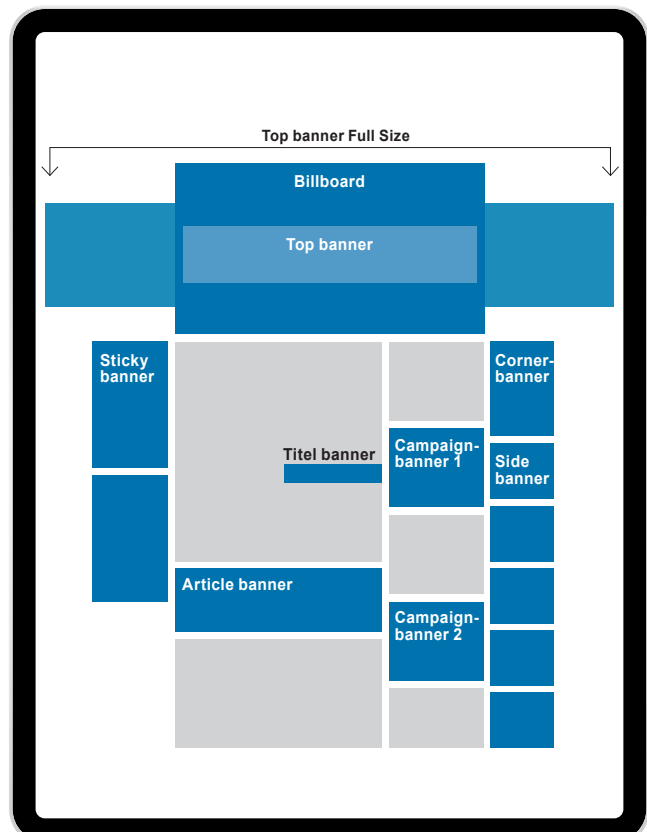 Top banner Full Size
Billboard
Top banner
Sticky
banner
Corner-
banner
Titel banner
Campaign-
banner 1
Side
banner
Article banner
Campaign-
banner 2